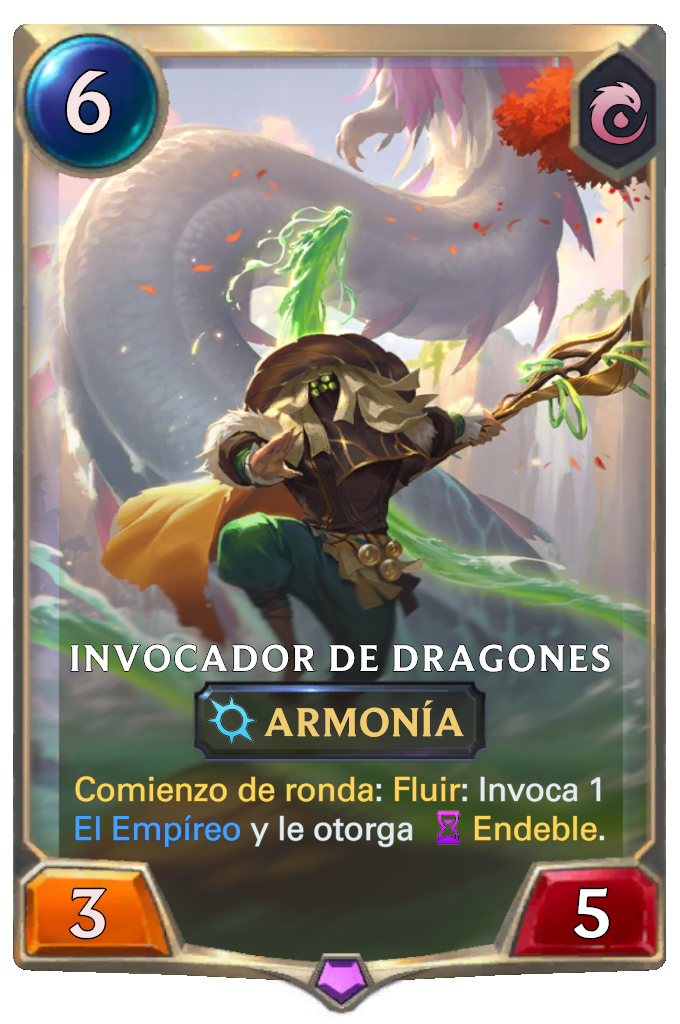 6
INVOCADOR DE DRAGONES
ARMONÍA
Comienzo de ronda: Fluir: Invoca 1
El Empíreo y le otorga Endeble.
3
5